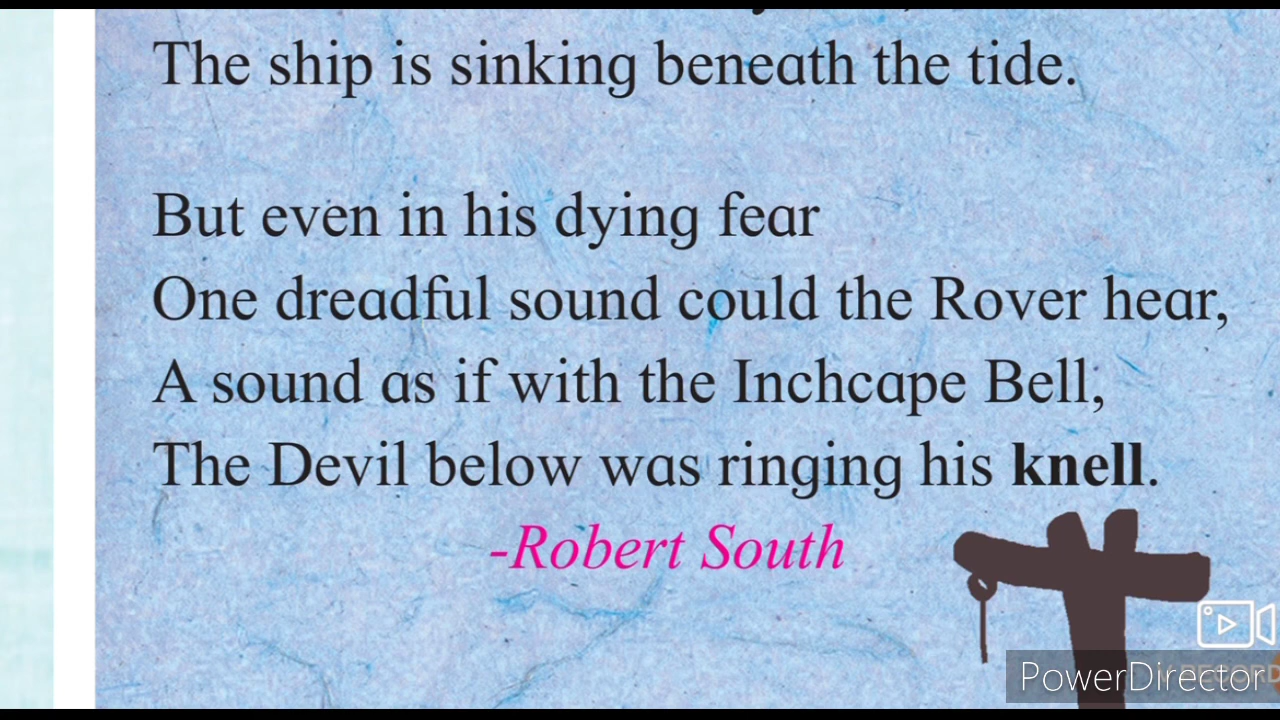 The ship is sinking beneath the tide.
But even in his dying fear
One dreadful sound could the Rover hear,
A sound as if with the Inchcape Bell,
The Devil below was ringing his knell.
-Robert South
PowerDirector